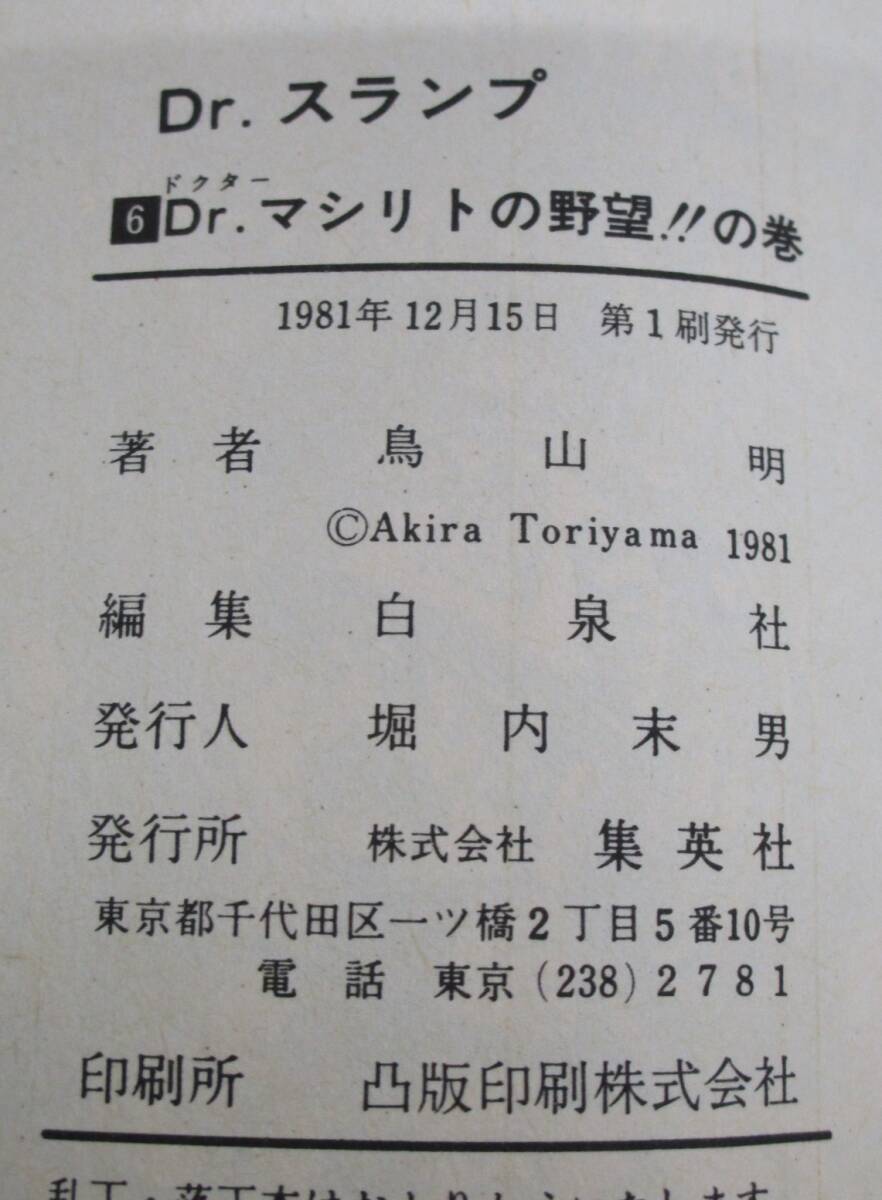 Dr. スランプ
ドクター
6 Dr. マシリトの野望!!の巻
1981年12月15日 第1刷発行
著者 鳥山明
©Akira Toriyama 1981
編集 白泉社
発行人 堀内末男
発行所 株式会社 集英社
東京都千代田区一ツ橋2丁目5番10号
電話 東京(238)2781
印刷所 凸版印刷株式会社